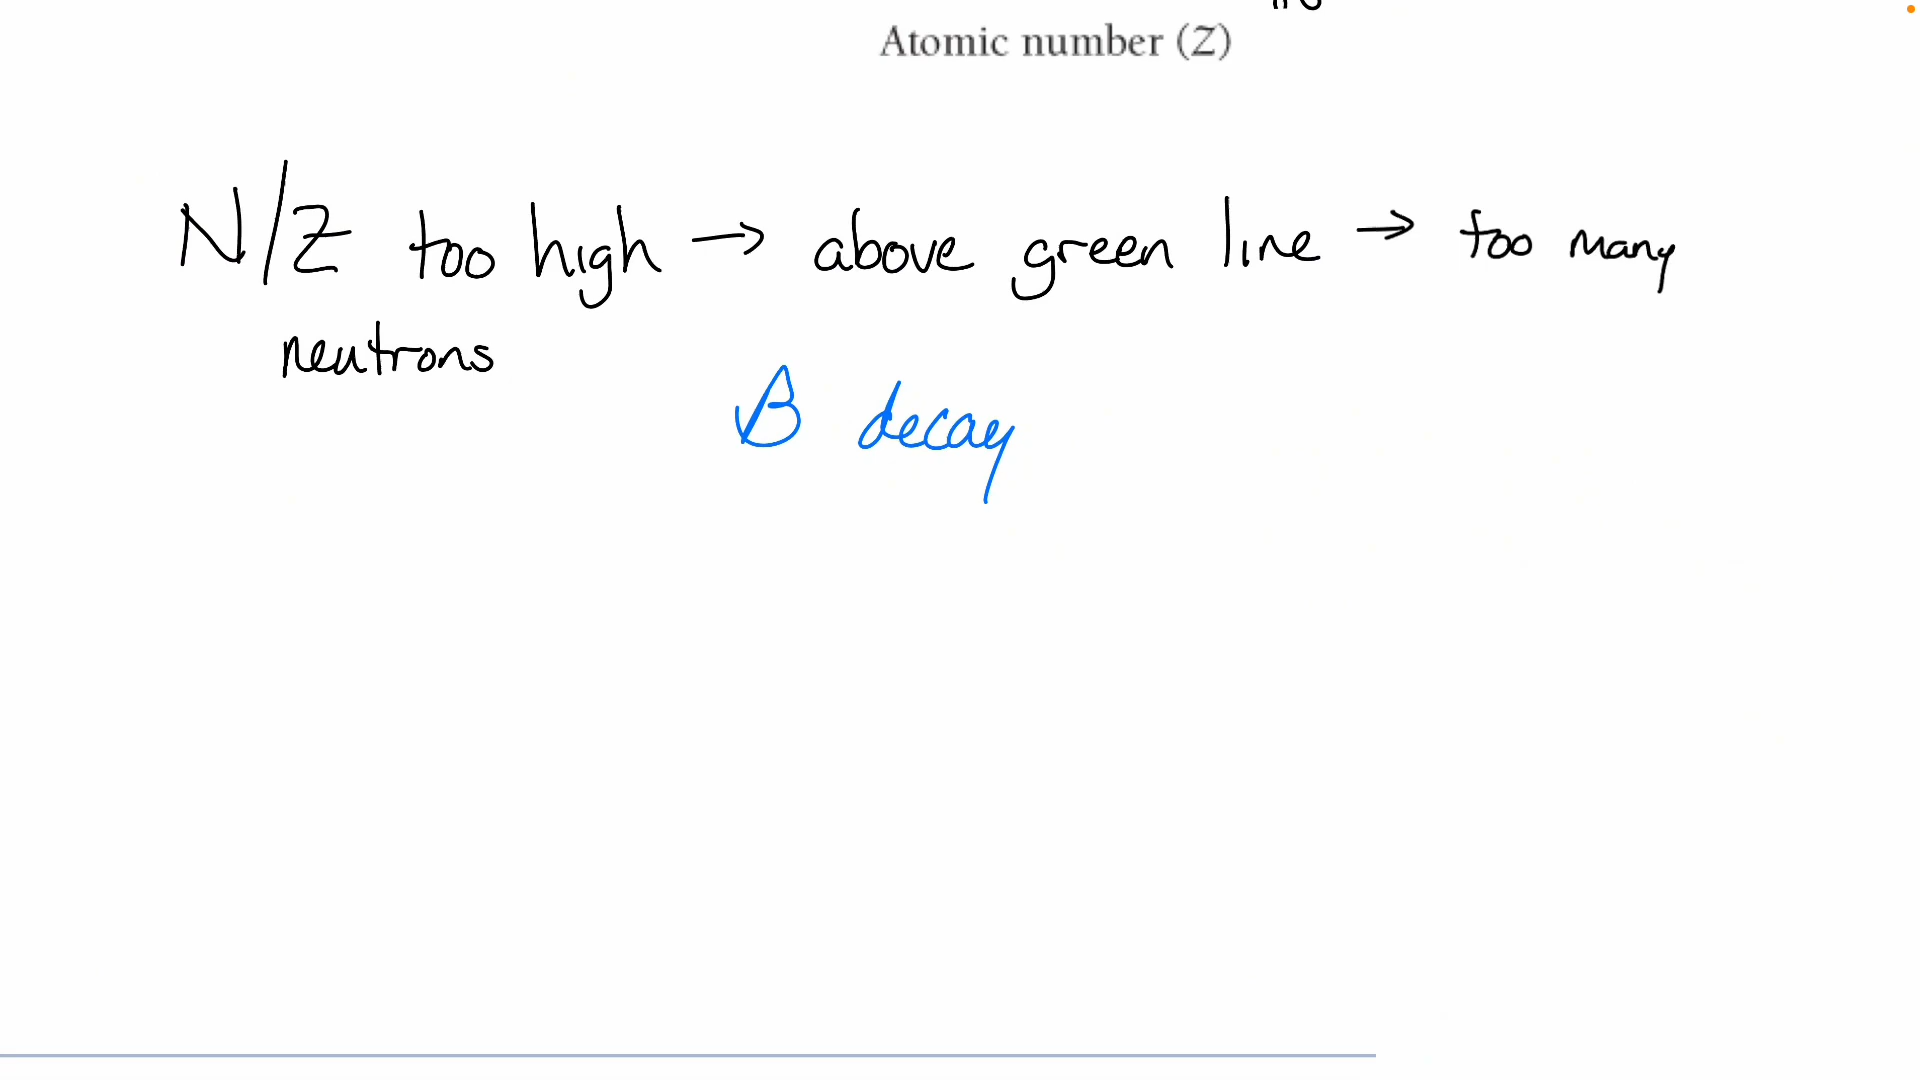 Atomic number (Z)
N/Z too high → above green line → too many
neutrons
β decay